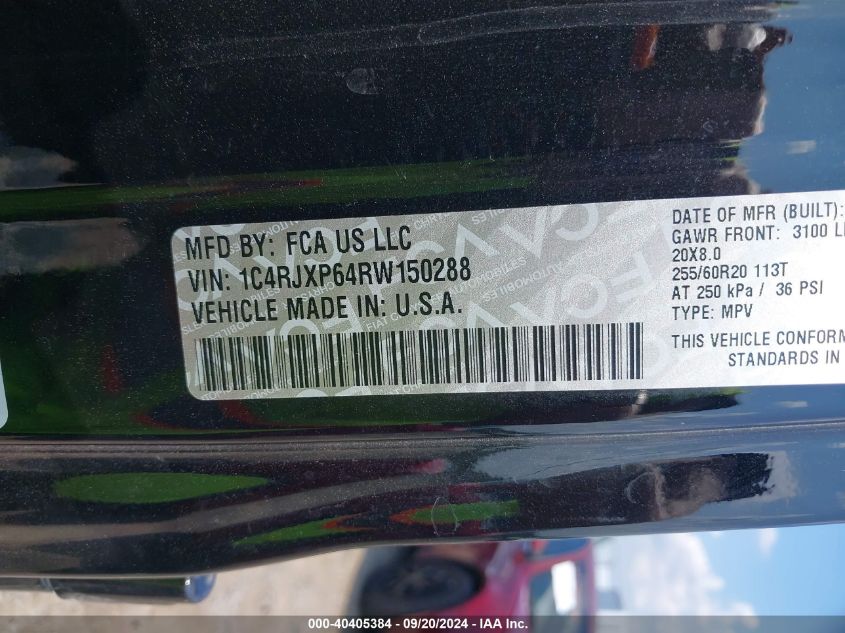 MFD BY: FCA US LLC
VIN: 1C4RJXP64RW150288
VEHICLE MADE IN: U.S.A.
DATE OF MFR (BUILT):
GAWR FRONT: 3100 L
20X8.0
255/60R20 113T
AT 250 kPa / 36 PSI
TYPE: MPV
THIS VEHICLE CONFORM
STANDARDS IN
000-40405384 - 09/20/2024 - IAA Inc.